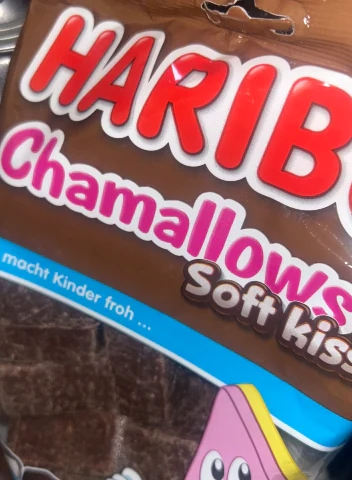 HARIB
Chamallows
Soft kiss
macht Kinder froh ...